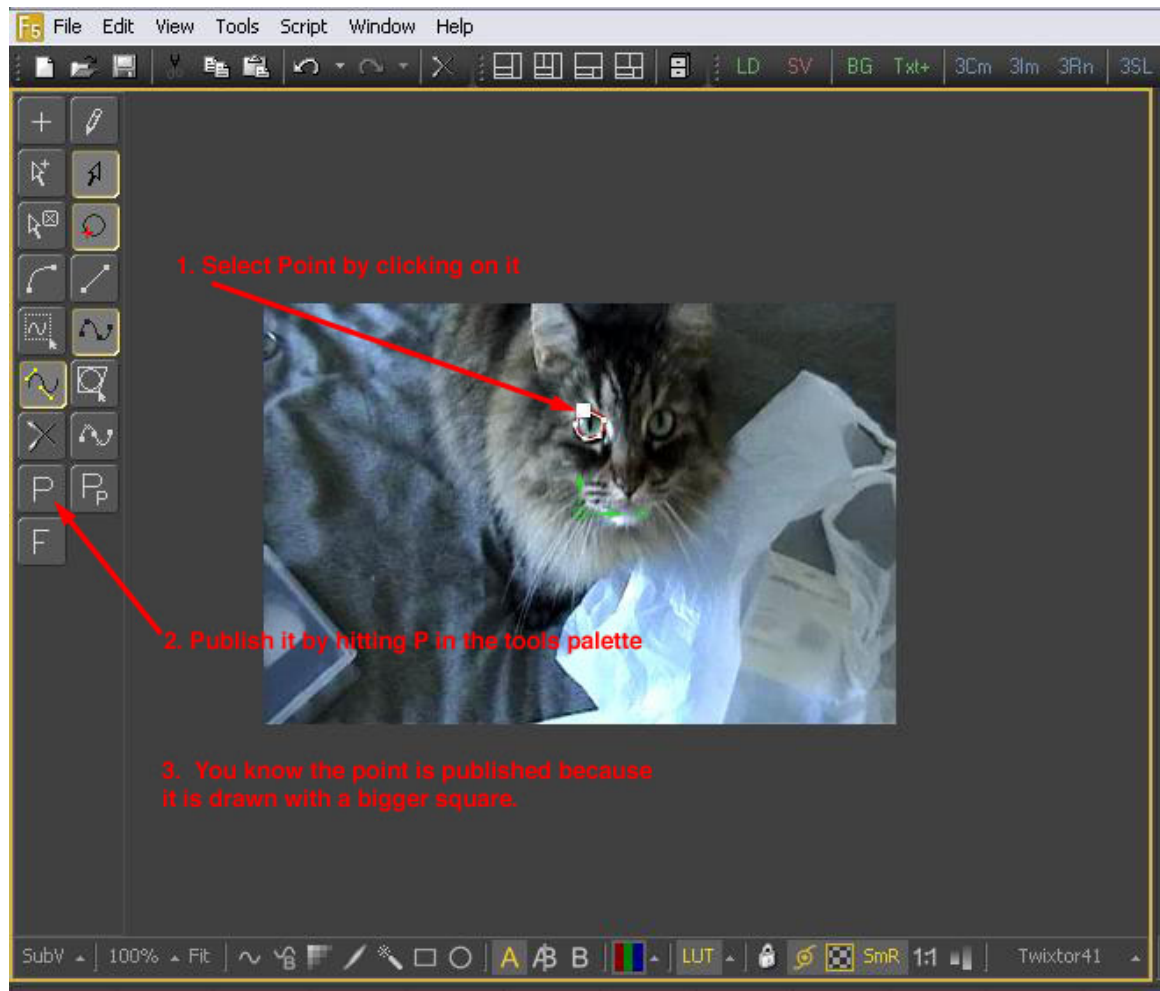 F5 File Edit View Tools Script Window Help
LD SV BG Txt+ 3Cm 3Im 3Rn 3SL
1. Select Point by clicking on it
P Pp
F
2. Publish it by hitting P in the tools palette
3. You know the point is published because
it is drawn with a bigger square.
SubV 100% Fit A A/B B LUT SmR 1:1 Twixtor41